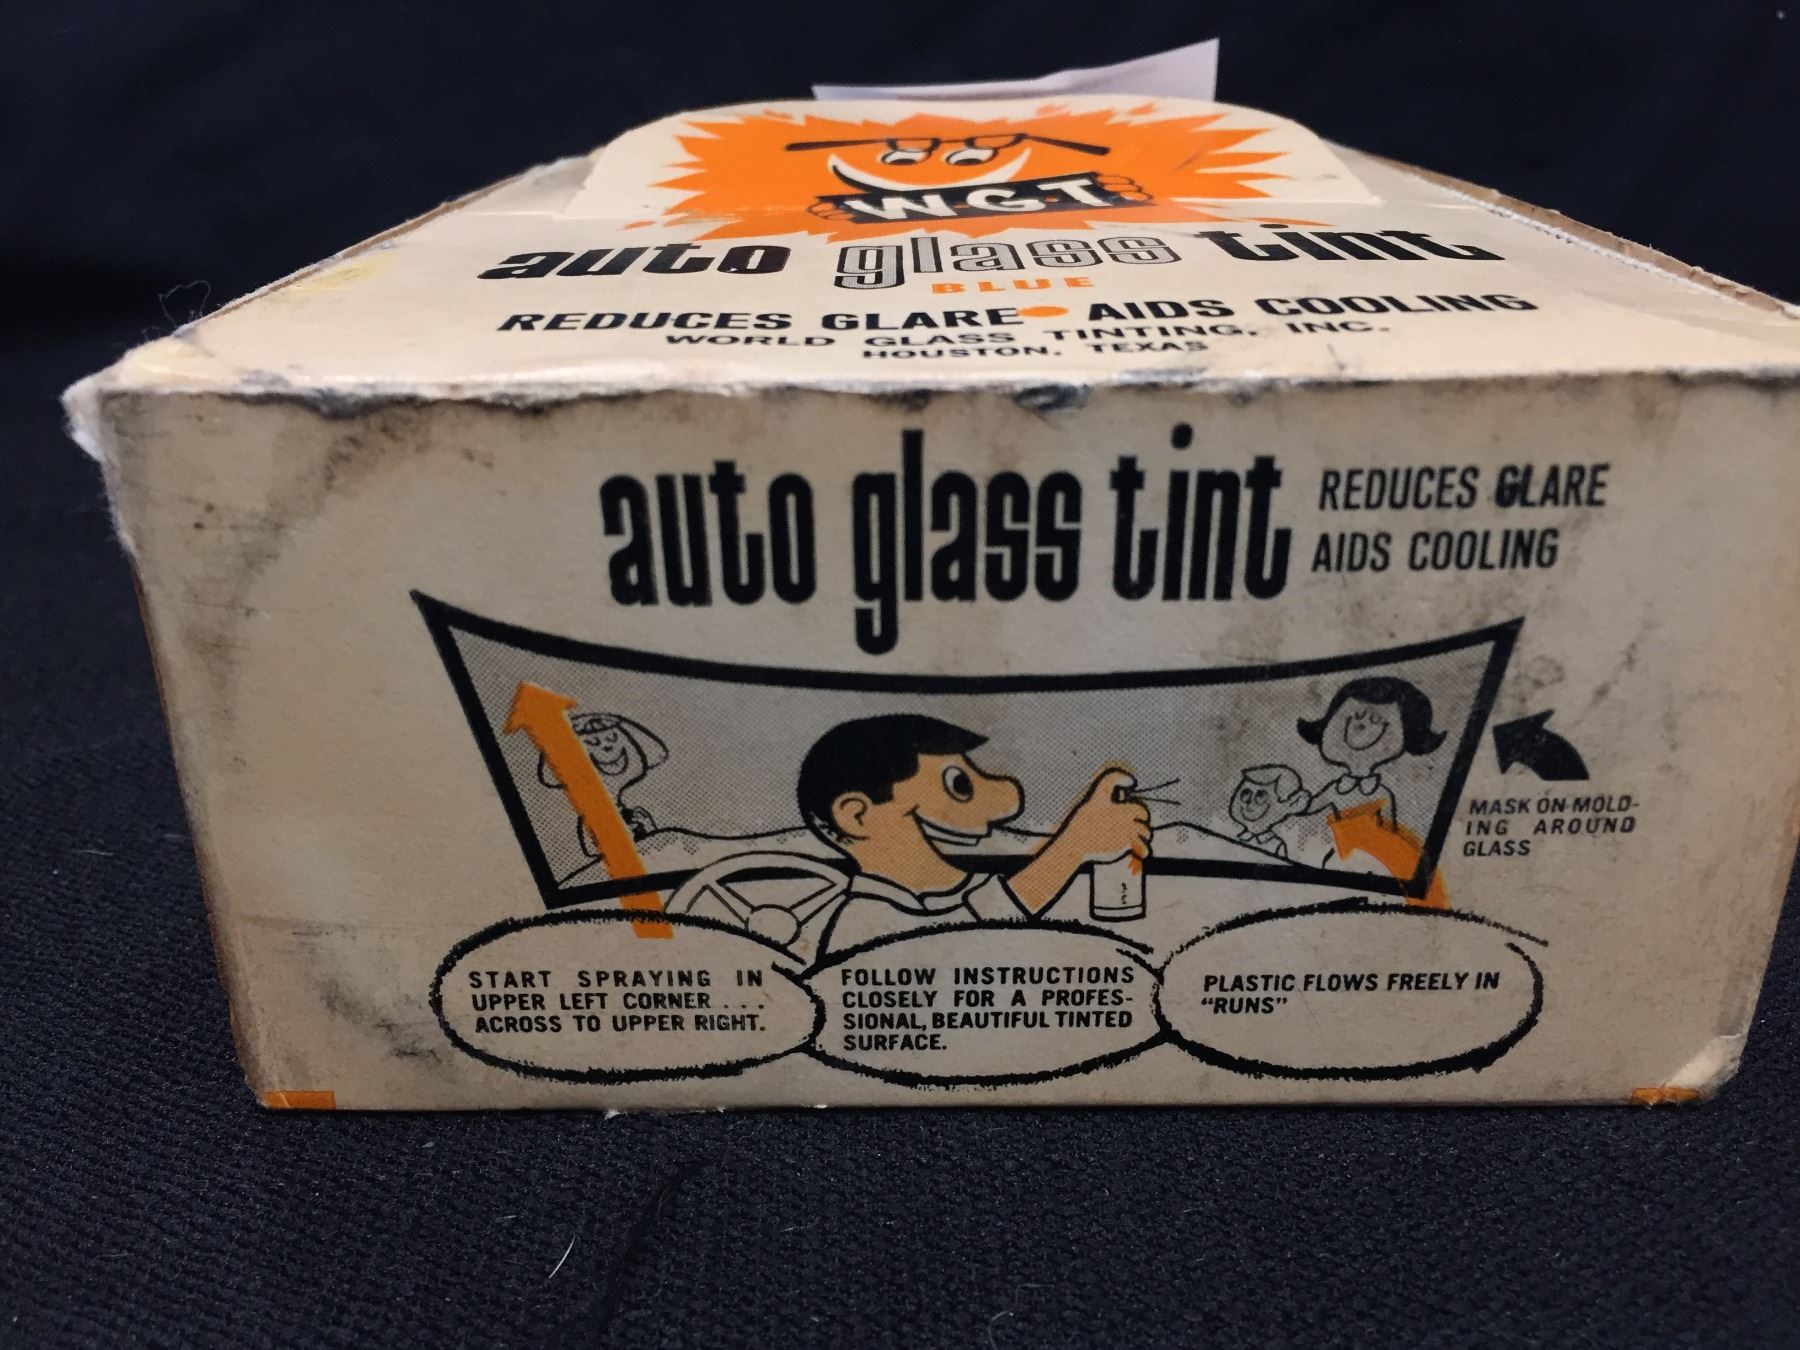 W·G·T
auto glass tint
BLUE
REDUCES GLARE • AIDS COOLING
WORLD GLASS TINTING, INC.
HOUSTON, TEXAS
auto glass tint
REDUCES GLARE
AIDS COOLING
MASK ON MOLD-
ING AROUND
GLASS
START SPRAYING IN
UPPER LEFT CORNER . . .
ACROSS TO UPPER RIGHT.
FOLLOW INSTRUCTIONS
CLOSELY FOR A PROFES-
SIONAL, BEAUTIFUL TINTED
SURFACE.
PLASTIC FLOWS FREELY IN
“RUNS”